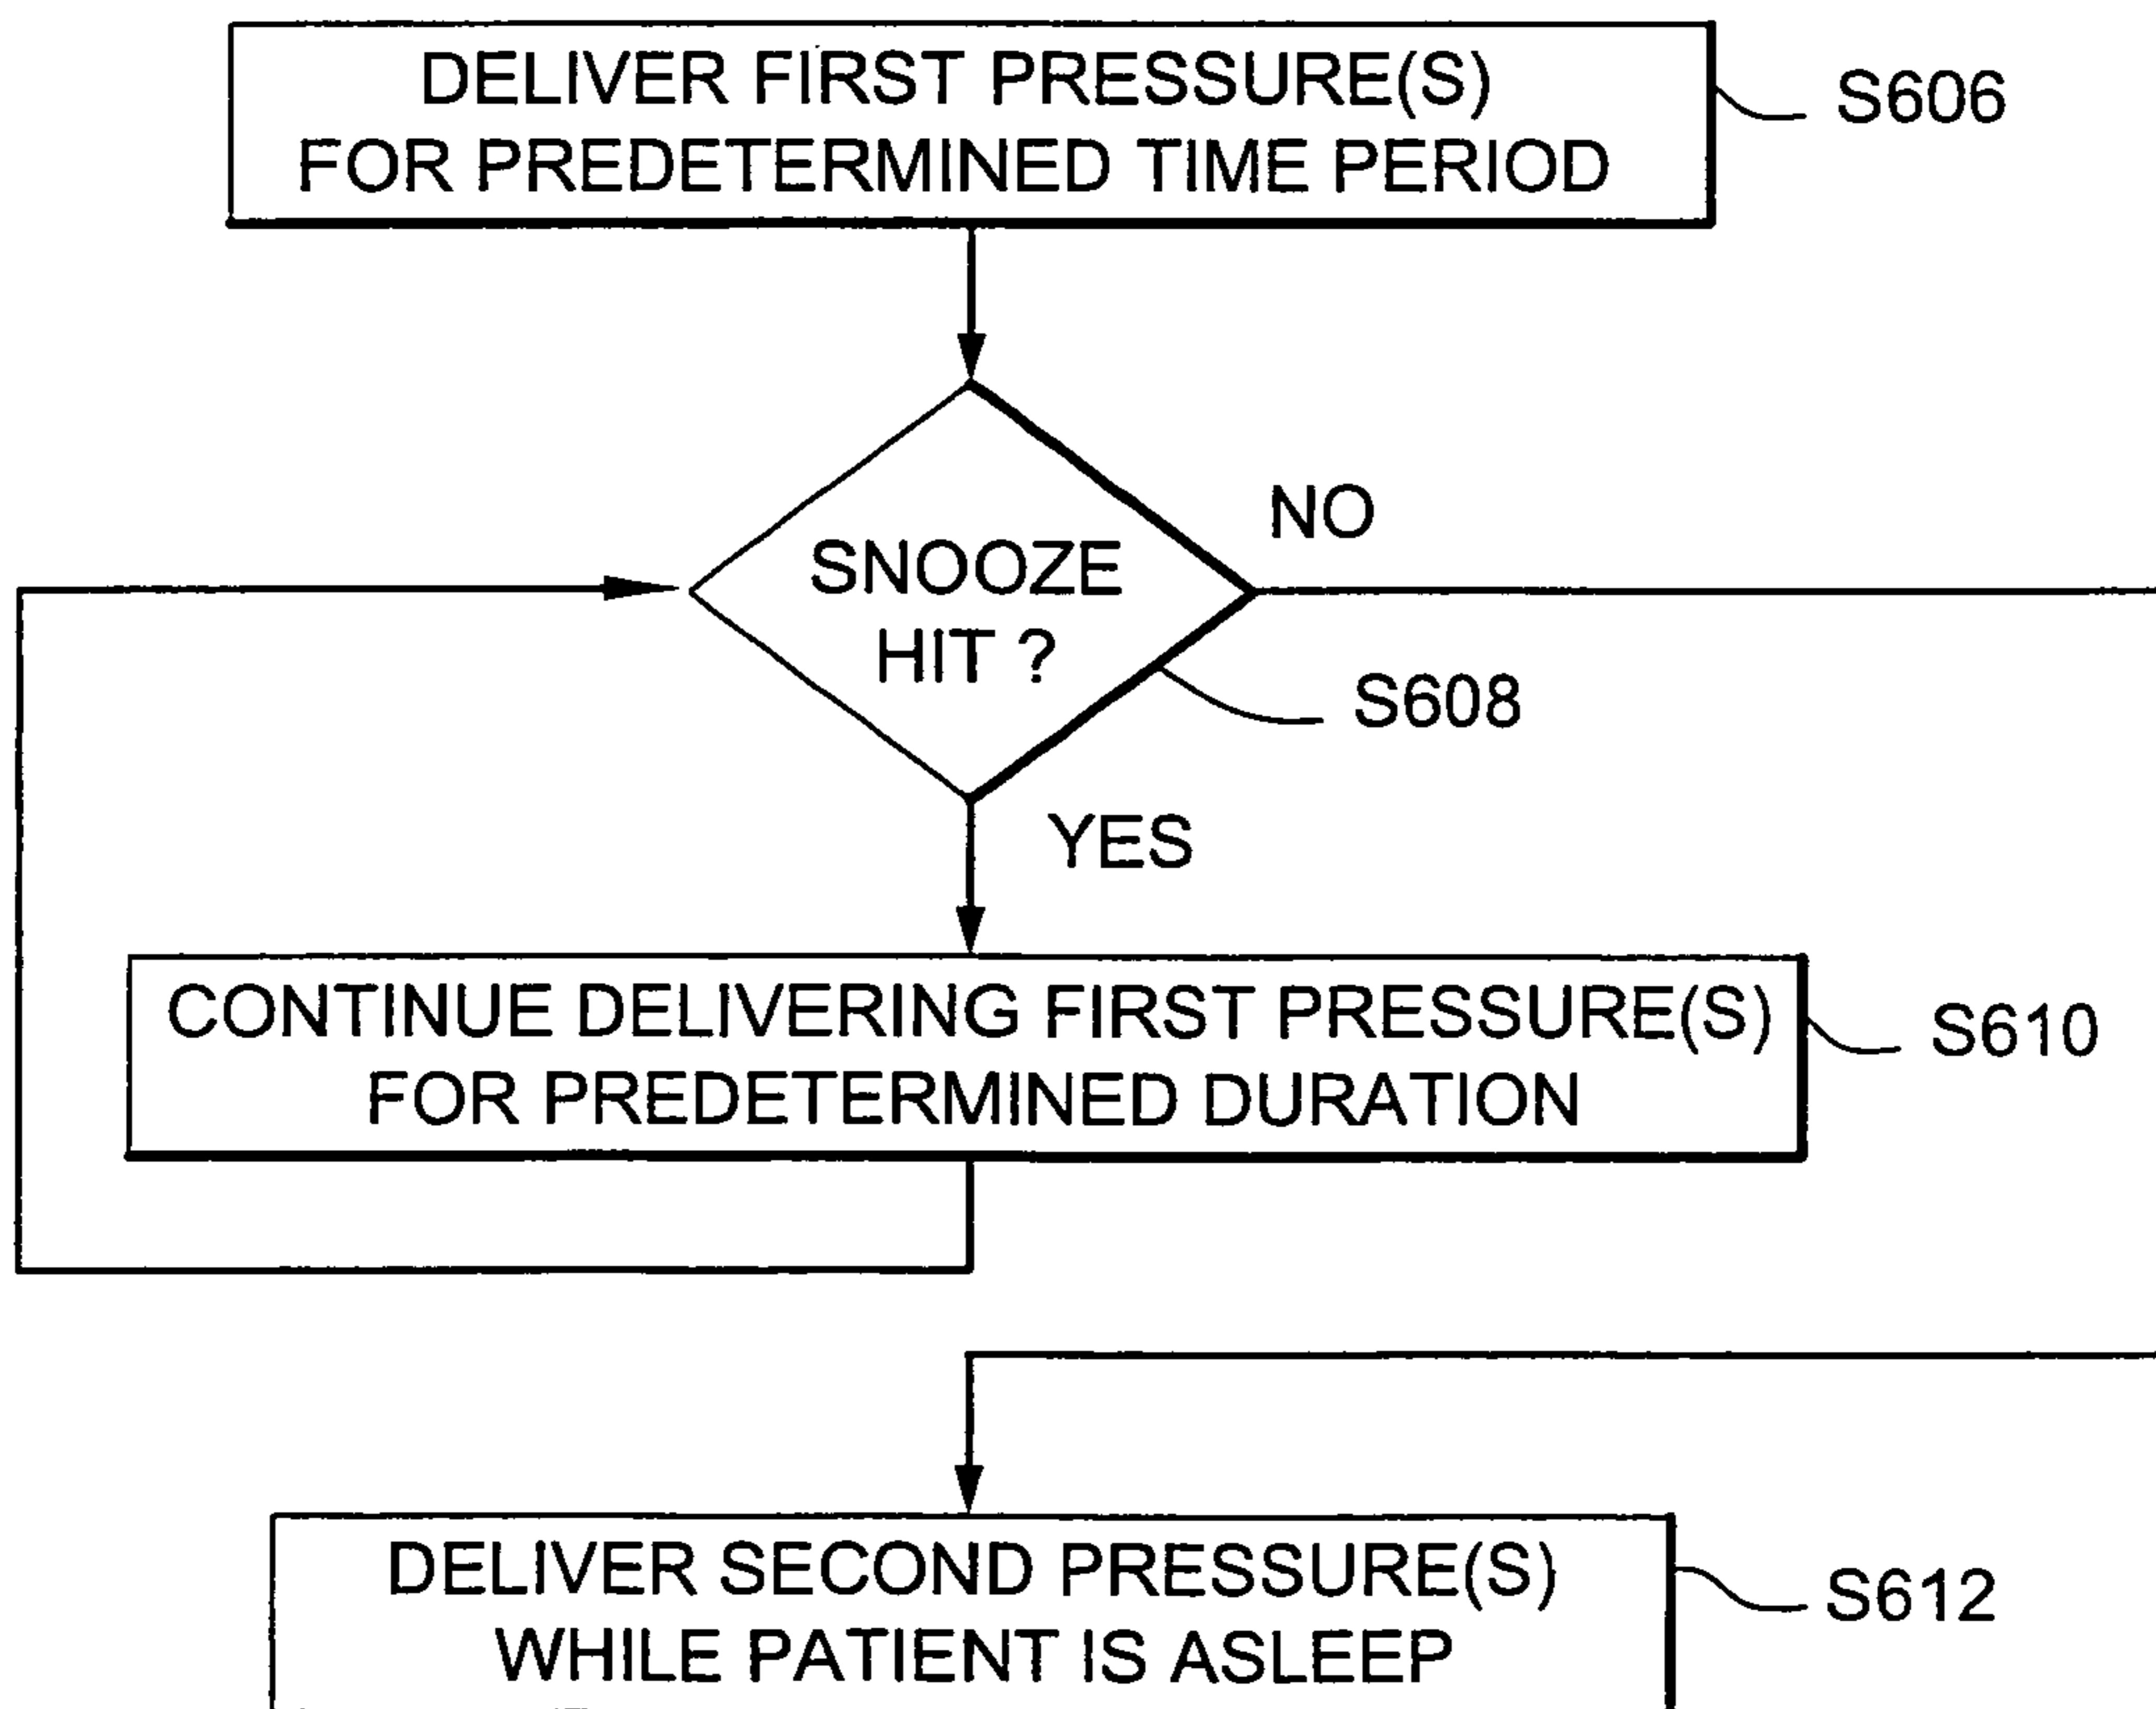 DELIVER FIRST PRESSURE(S)
FOR PREDETERMINED TIME PERIOD
S606
NO
SNOOZE
HIT ?
S608
YES
CONTINUE DELIVERING FIRST PRESSURE(S)
FOR PREDETERMINED DURATION
S610
DELIVER SECOND PRESSURE(S)
WHILE PATIENT IS ASLEEP
S612